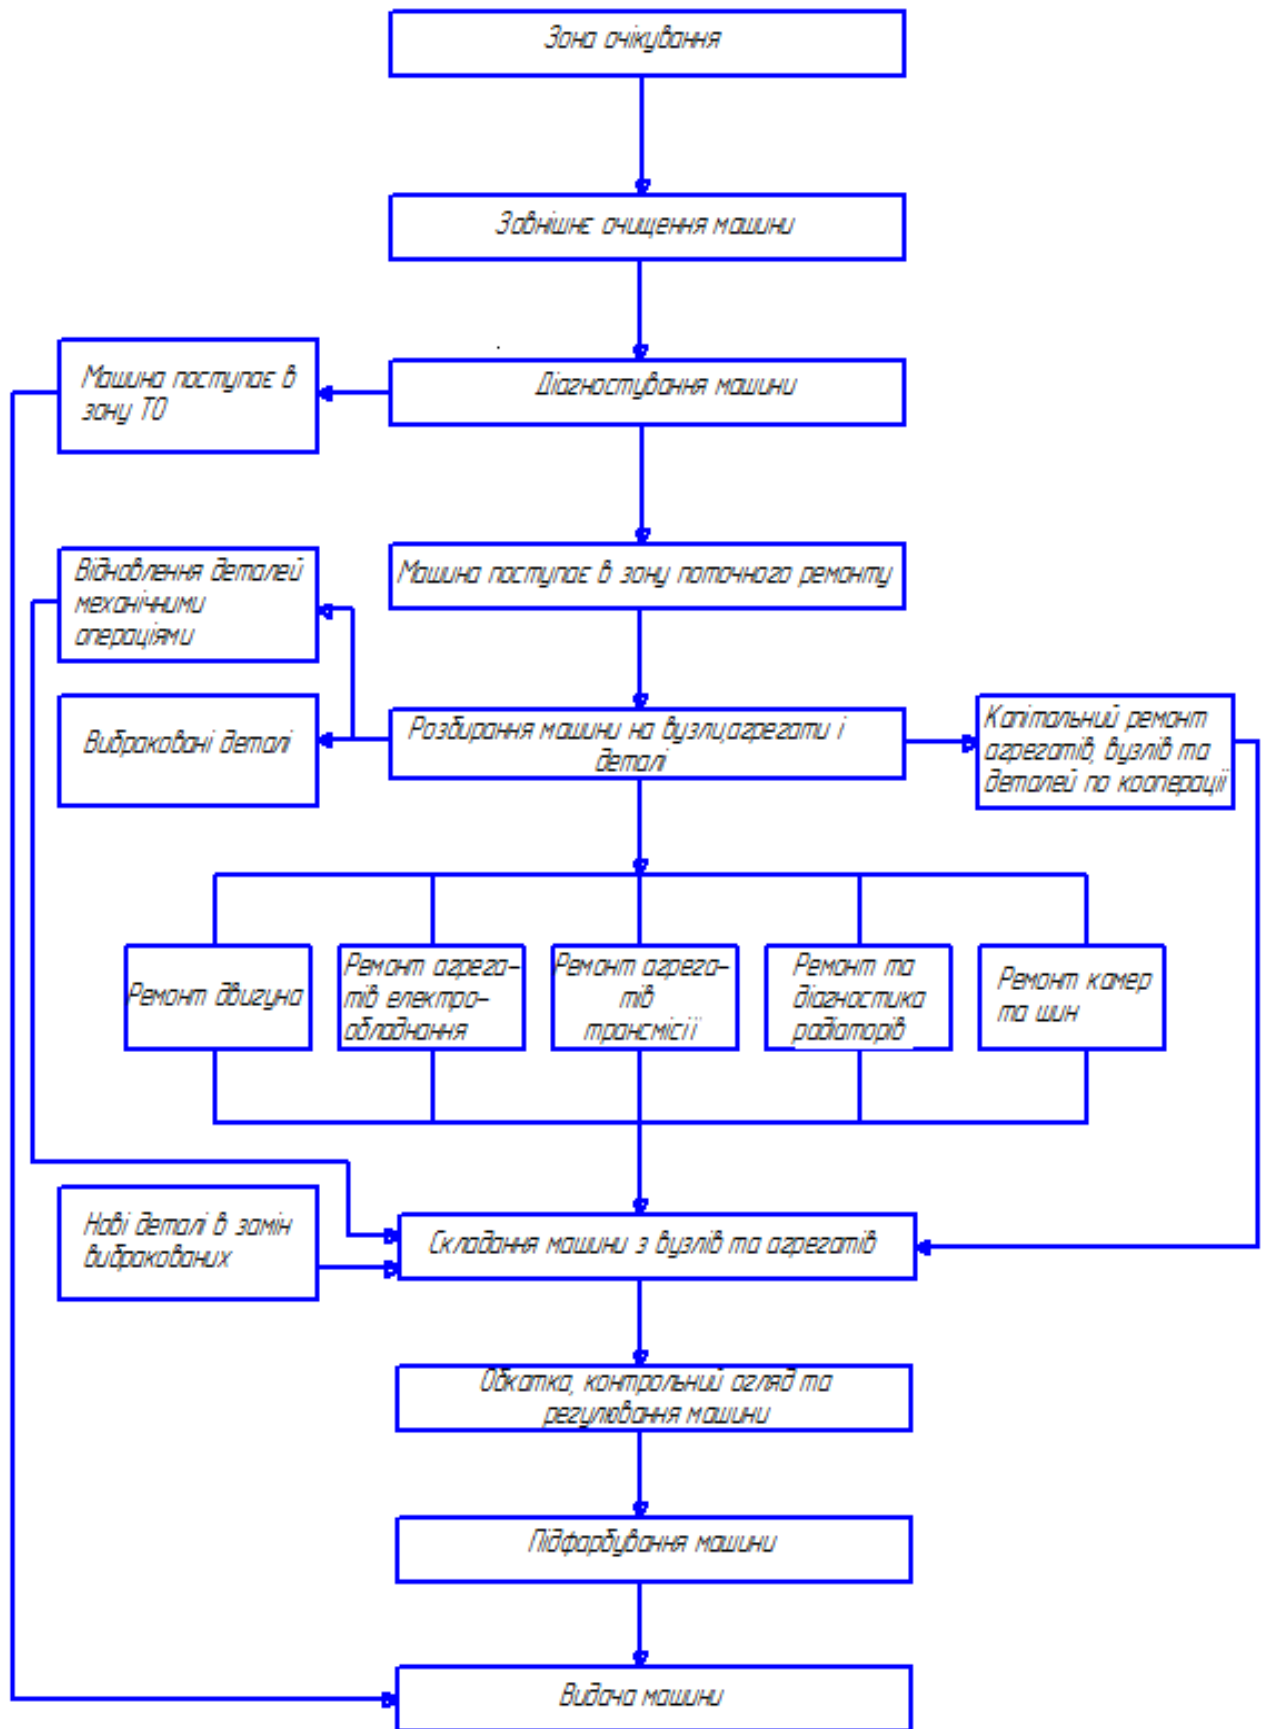 Зона очікування
Зовнішнє очищення машини
Машина поступає в
зону ТО
Діагностування машини
Відновлення деталей
механічними
операціями
Машина поступає в зону поточного ремонту
Вибраковані деталі
Розбирання машини на вузли,агрегати і
деталі
Капітальний ремонт
агрегатів, вузлів та
деталей по кооперації
Ремонт двигуна
Ремонт агрега-
тів електро-
обладнання
Ремонт агрега-
тів
трансмісії
Ремонт та
діагностика
радіаторів
Ремонт камер
та шин
Нові деталі в замін
вибракованих
Складання машини з вузлів та агрегатів
Обкатка, контрольний огляд та
регулювання машини
Підфарбування машини
Видача машини